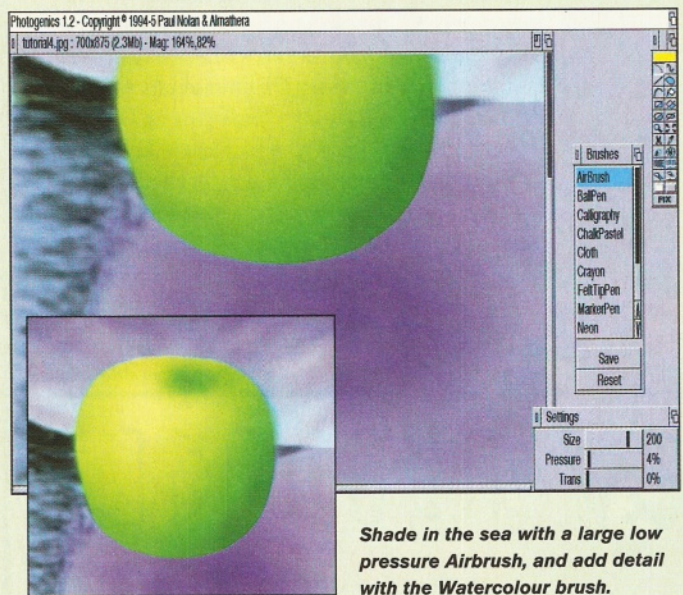 Photogenics 1.2 - Copyright © 1994-5 Paul Nolan & Almathera
tutorial4.jpg : 700x875 (2.3Mb) - Mag: 164%,82%
Brushes
AirBrush
BallPen
Calligraphy
ChalkPastel
Cloth
Crayon
FeltTipPen
MarkerPen
Neon
Save
Reset
FIX
Settings
Size 200
Pressure 4%
Trans 0%
Shade in the sea with a large low
pressure Airbrush, and add detail
with the Watercolour brush.